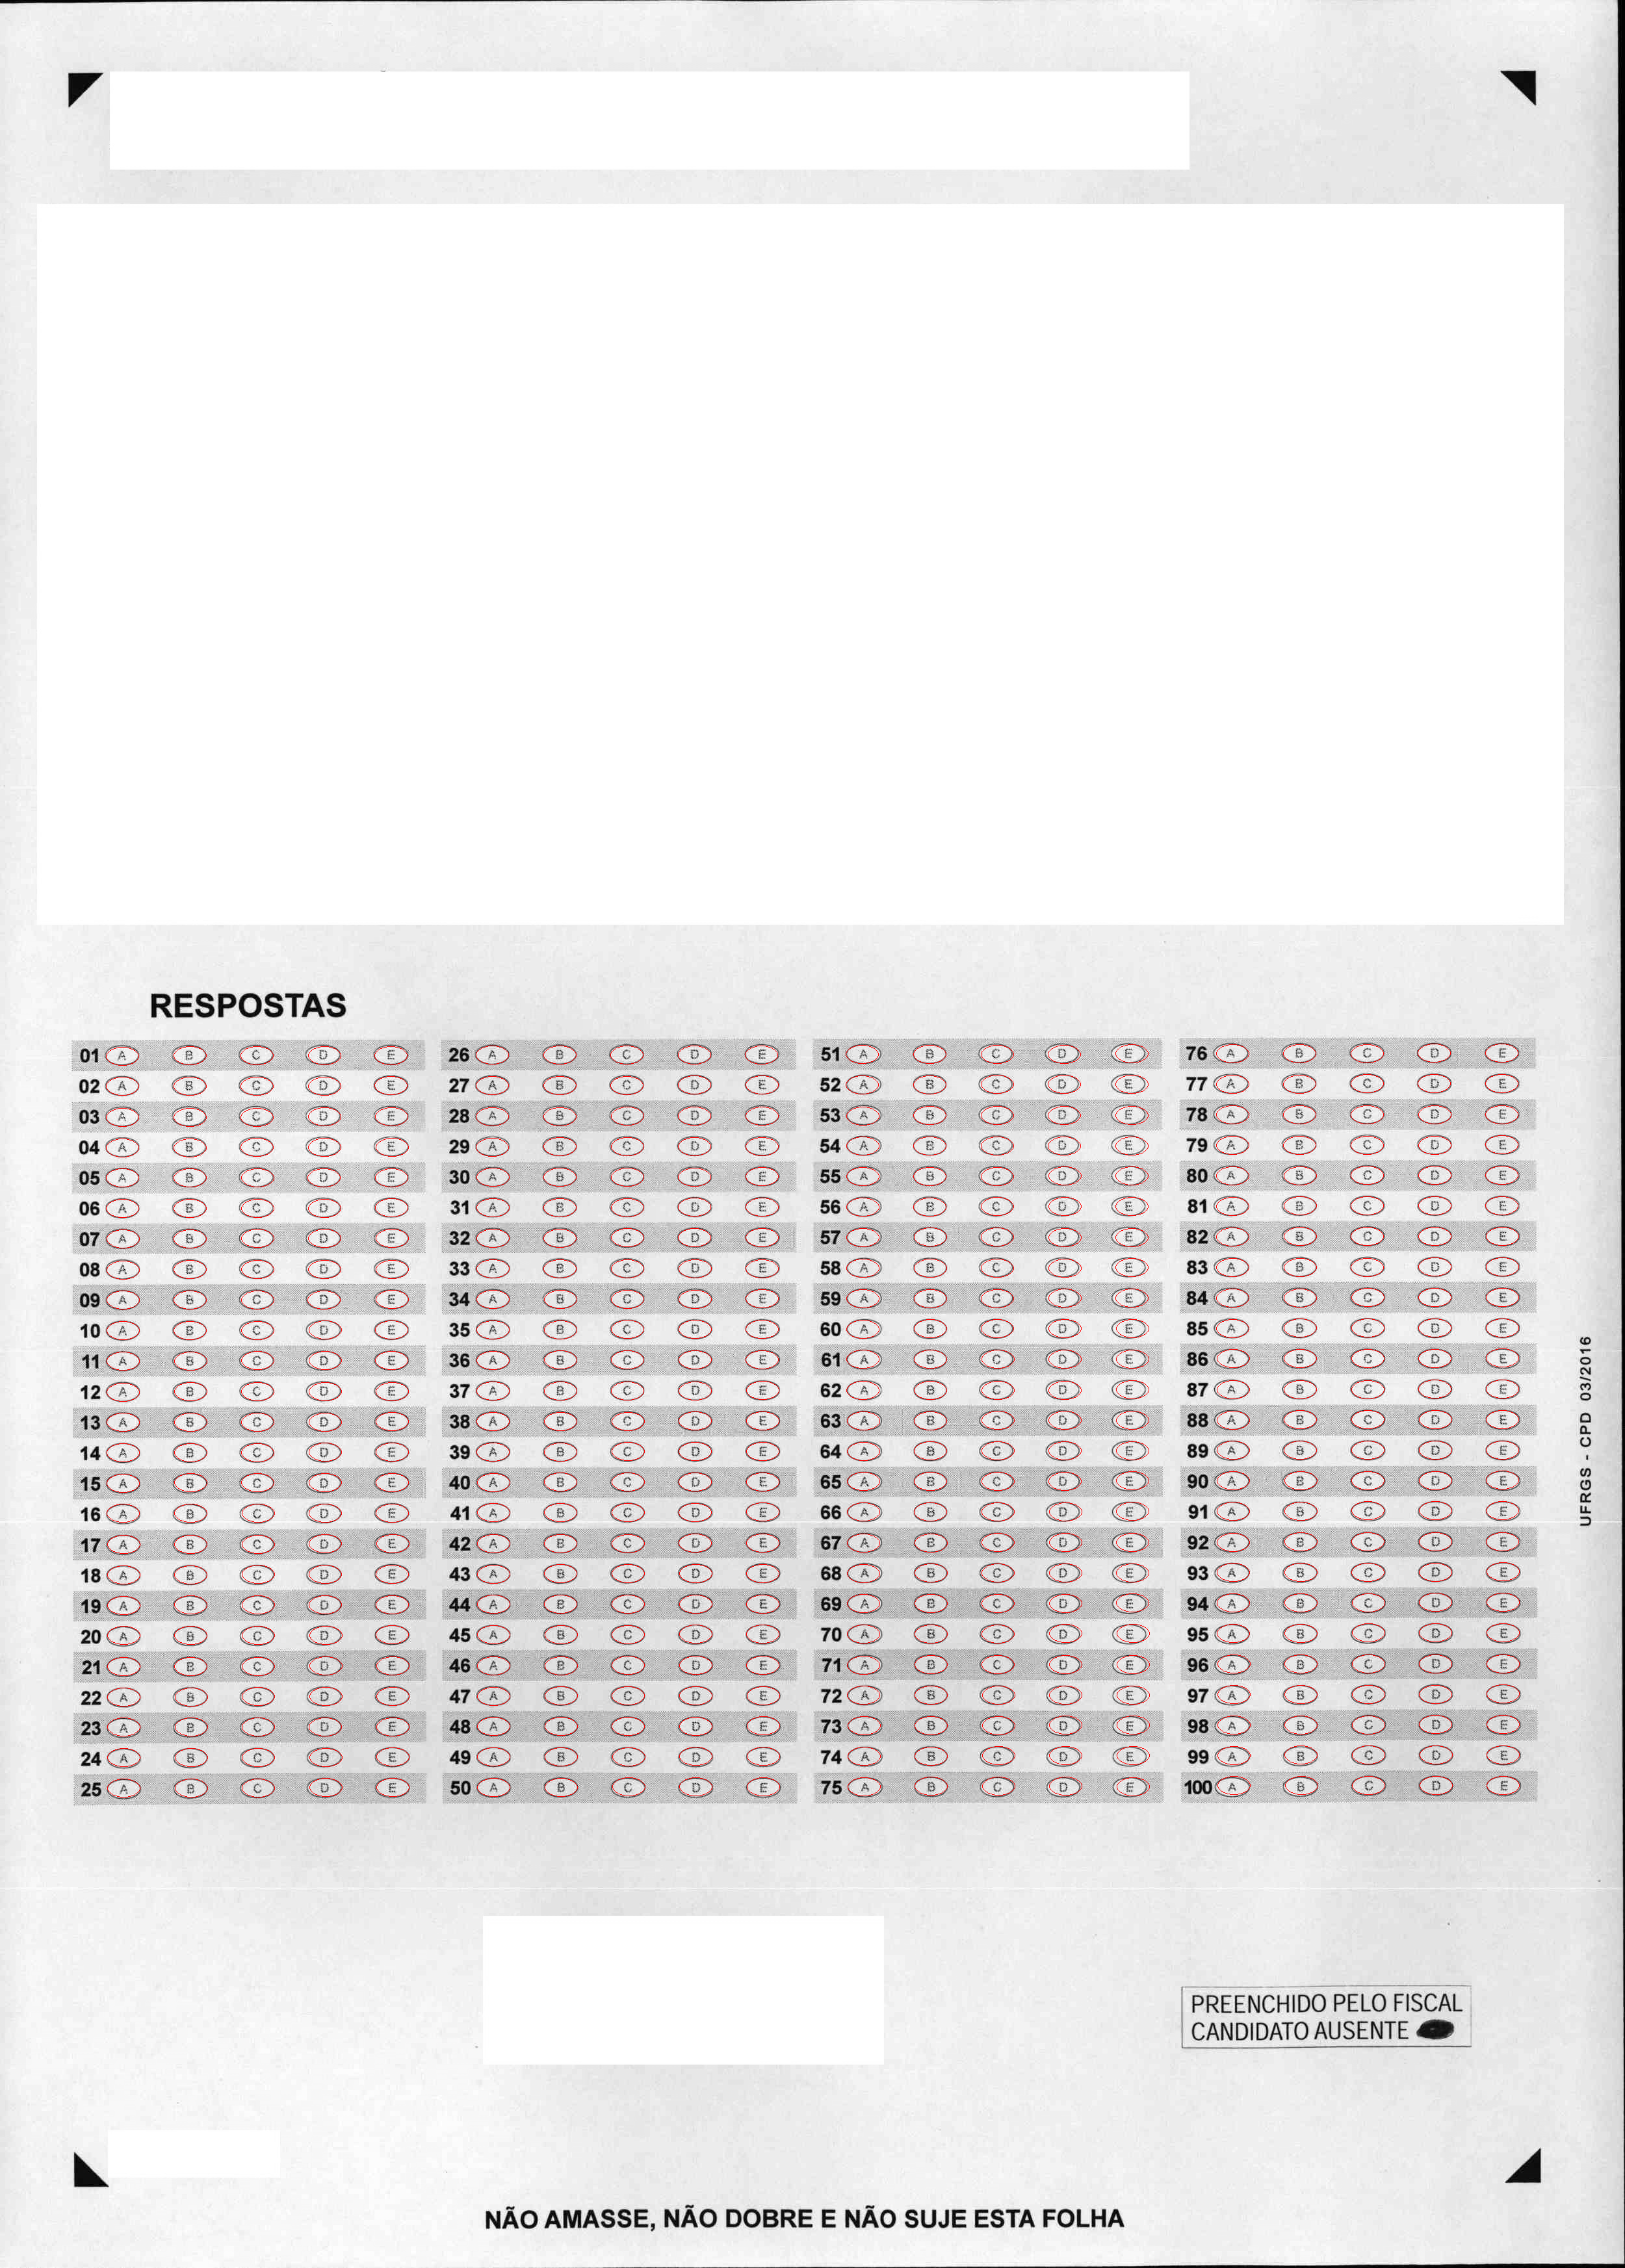 RESPOSTAS
01 A B C D E 26 A B C D E 51 A B C D E 76 A B C D E
02 A B C D E 27 A B C D E 52 A B C D E 77 A B C D E
03 A B C D E 28 A B C D E 53 A B C D E 78 A B C D E
04 A B C D E 29 A B C D E 54 A B C D E 79 A B C D E
05 A B C D E 30 A B C D E 55 A B C D E 80 A B C D E
06 A B C D E 31 A B C D E 56 A B C D E 81 A B C D E
07 A B C D E 32 A B C D E 57 A B C D E 82 A B C D E
08 A B C D E 33 A B C D E 58 A B C D E 83 A B C D E
09 A B C D E 34 A B C D E 59 A B C D E 84 A B C D E
10 A B C D E 35 A B C D E 60 A B C D E 85 A B C D E
11 A B C D E 36 A B C D E 61 A B C D E 86 A B C D E
12 A B C D E 37 A B C D E 62 A B C D E 87 A B C D E
13 A B C D E 38 A B C D E 63 A B C D E 88 A B C D E
14 A B C D E 39 A B C D E 64 A B C D E 89 A B C D E
15 A B C D E 40 A B C D E 65 A B C D E 90 A B C D E
16 A B C D E 41 A B C D E 66 A B C D E 91 A B C D E
17 A B C D E 42 A B C D E 67 A B C D E 92 A B C D E
18 A B C D E 43 A B C D E 68 A B C D E 93 A B C D E
19 A B C D E 44 A B C D E 69 A B C D E 94 A B C D E
20 A B C D E 45 A B C D E 70 A B C D E 95 A B C D E
21 A B C D E 46 A B C D E 71 A B C D E 96 A B C D E
22 A B C D E 47 A B C D E 72 A B C D E 97 A B C D E
23 A B C D E 48 A B C D E 73 A B C D E 98 A B C D E
24 A B C D E 49 A B C D E 74 A B C D E 99 A B C D E
25 A B C D E 50 A B C D E 75 A B C D E 100 A B C D E
UFRGS - CPD 03/2016
PREENCHIDO PELO FISCAL
CANDIDATO AUSENTE
NÃO AMASSE, NÃO DOBRE E NÃO SUJE ESTA FOLHA